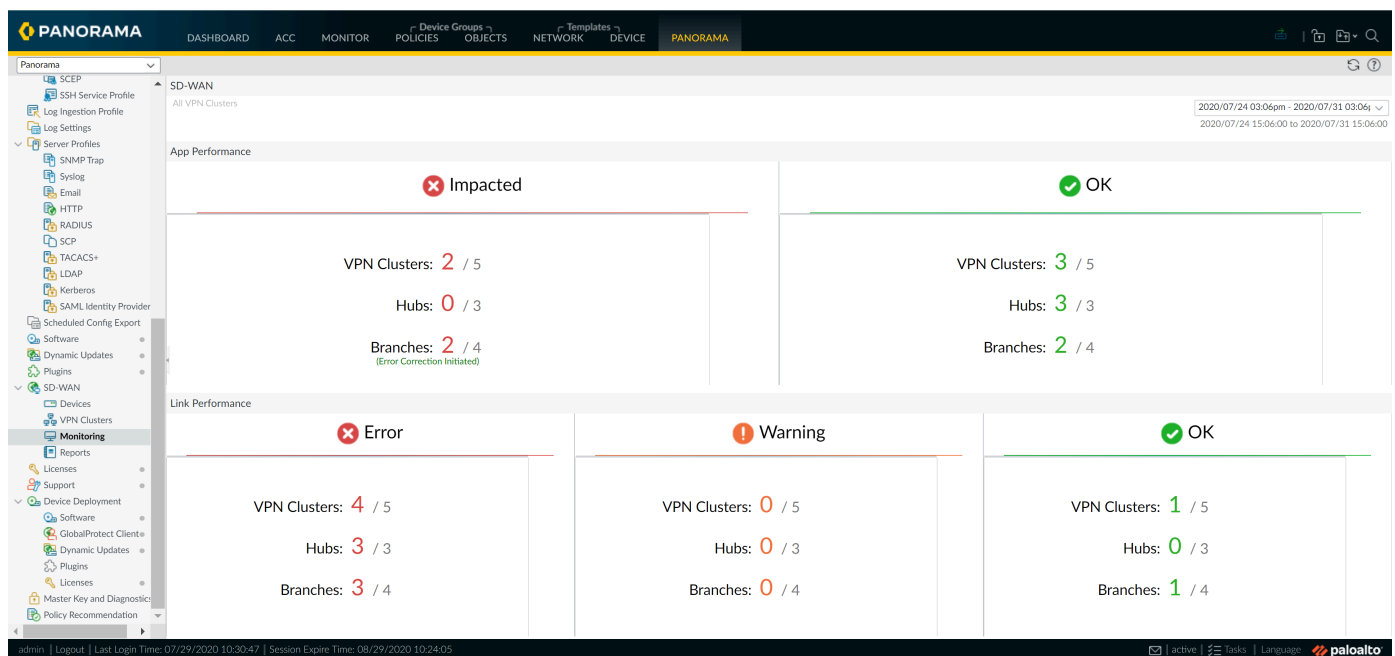 PANORAMA
Device Groups
Templates
DASHBOARD ACC MONITOR POLICIES OBJECTS NETWORK DEVICE PANORAMA
Panorama
SCEP
SSH Service Profile
Log Ingestion Profile
Log Settings
Server Profiles
SNMP Trap
Syslog
Email
HTTP
RADIUS
SCP
TACACS+
LDAP
Kerberos
SAML Identity Provider
Scheduled Config Export
Software
Dynamic Updates
Plugins
SD-WAN
Devices
VPN Clusters
Monitoring
Reports
Licenses
Support
Device Deployment
Software
GlobalProtect Client
Dynamic Updates
Plugins
Licenses
Master Key and Diagnostics
Policy Recommendation
SD-WAN
All VPN Clusters
2020/07/24 03:06pm - 2020/07/31 03:06
2020/07/24 15:06:00 to 2020/07/31 15:06:00
App Performance
Impacted
VPN Clusters: 2 / 5
Hubs: 0 / 3
Branches: 2 / 4
(Error Correction Initiated)
OK
VPN Clusters: 3 / 5
Hubs: 3 / 3
Branches: 2 / 4
Link Performance
Error
VPN Clusters: 4 / 5
Hubs: 3 / 3
Branches: 3 / 4
Warning
VPN Clusters: 0 / 5
Hubs: 0 / 3
Branches: 0 / 4
OK
VPN Clusters: 1 / 5
Hubs: 0 / 3
Branches: 1 / 4
admin | Logout | Last Login Time: 07/29/2020 10:30:47 | Session Expire Time: 08/29/2020 10:24:05
active | Tasks | Language paloalto